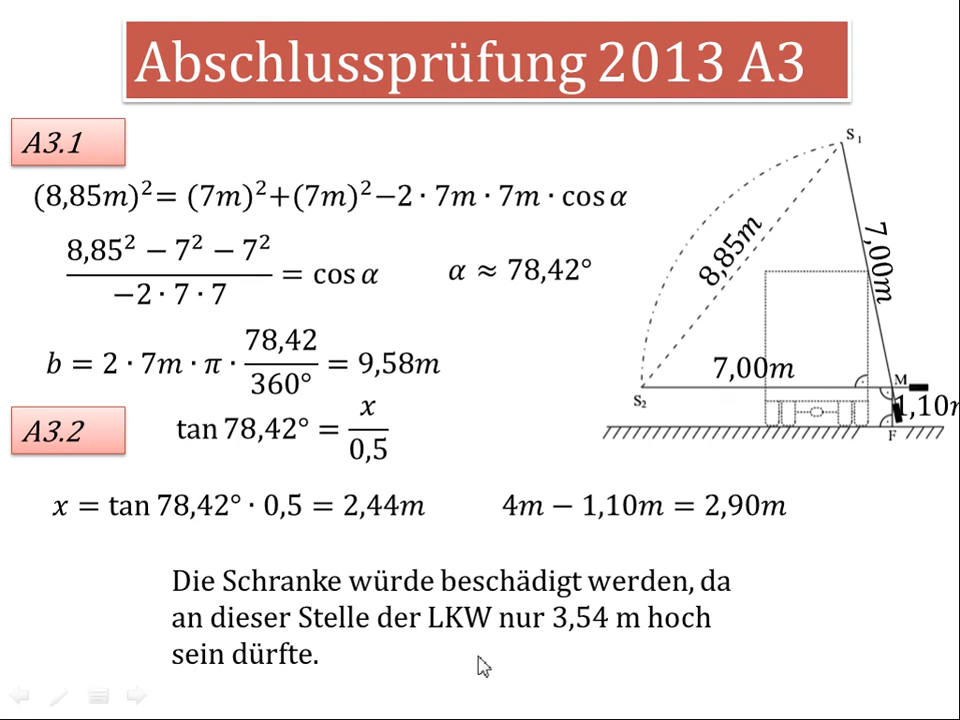 Abschlussprüfung 2013 A3
A3.1
(8,85m)²= (7m)²+(7m)²−2 · 7m · 7m · cos α
8,85² − 7² − 7²
−2 · 7 · 7
= cos α
α ≈ 78,42°
b = 2 · 7m · π · 78,42/360° = 9,58m
A3.2
tan 78,42° = x/0,5
x = tan 78,42° · 0,5 = 2,44m
4m − 1,10m = 2,90m
Die Schranke würde beschädigt werden, da
an dieser Stelle der LKW nur 3,54 m hoch
sein dürfte.
S₁
8,85m
7,00m
7,00m
M
S₂
1,10m
F